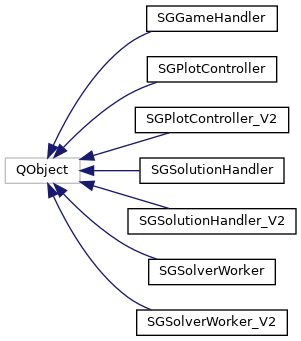 SGGameHandler
SGPlotController
SGPlotController_V2
QObject
SGSolutionHandler
SGSolutionHandler_V2
SGSolverWorker
SGSolverWorker_V2